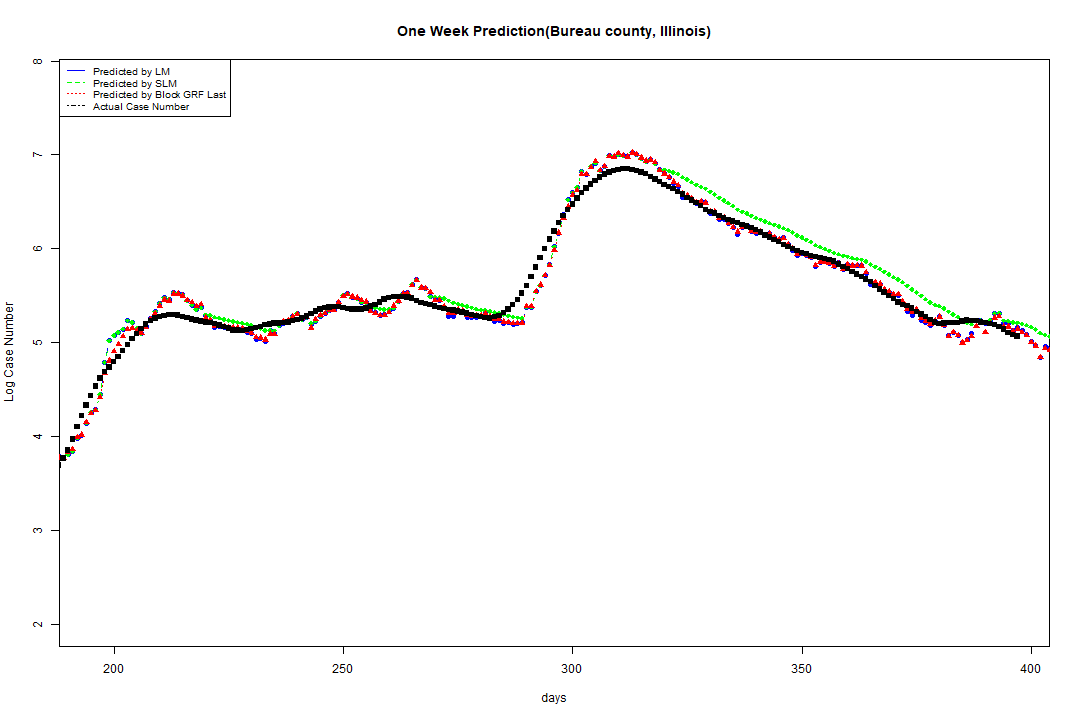 One Week Prediction(Bureau county, Illinois)
Predicted by LM
Predicted by SLM
Predicted by Block GRF Last
Actual Case Number
8
7
6
5
4
3
2
Log Case Number
200 250 300 350 400
days